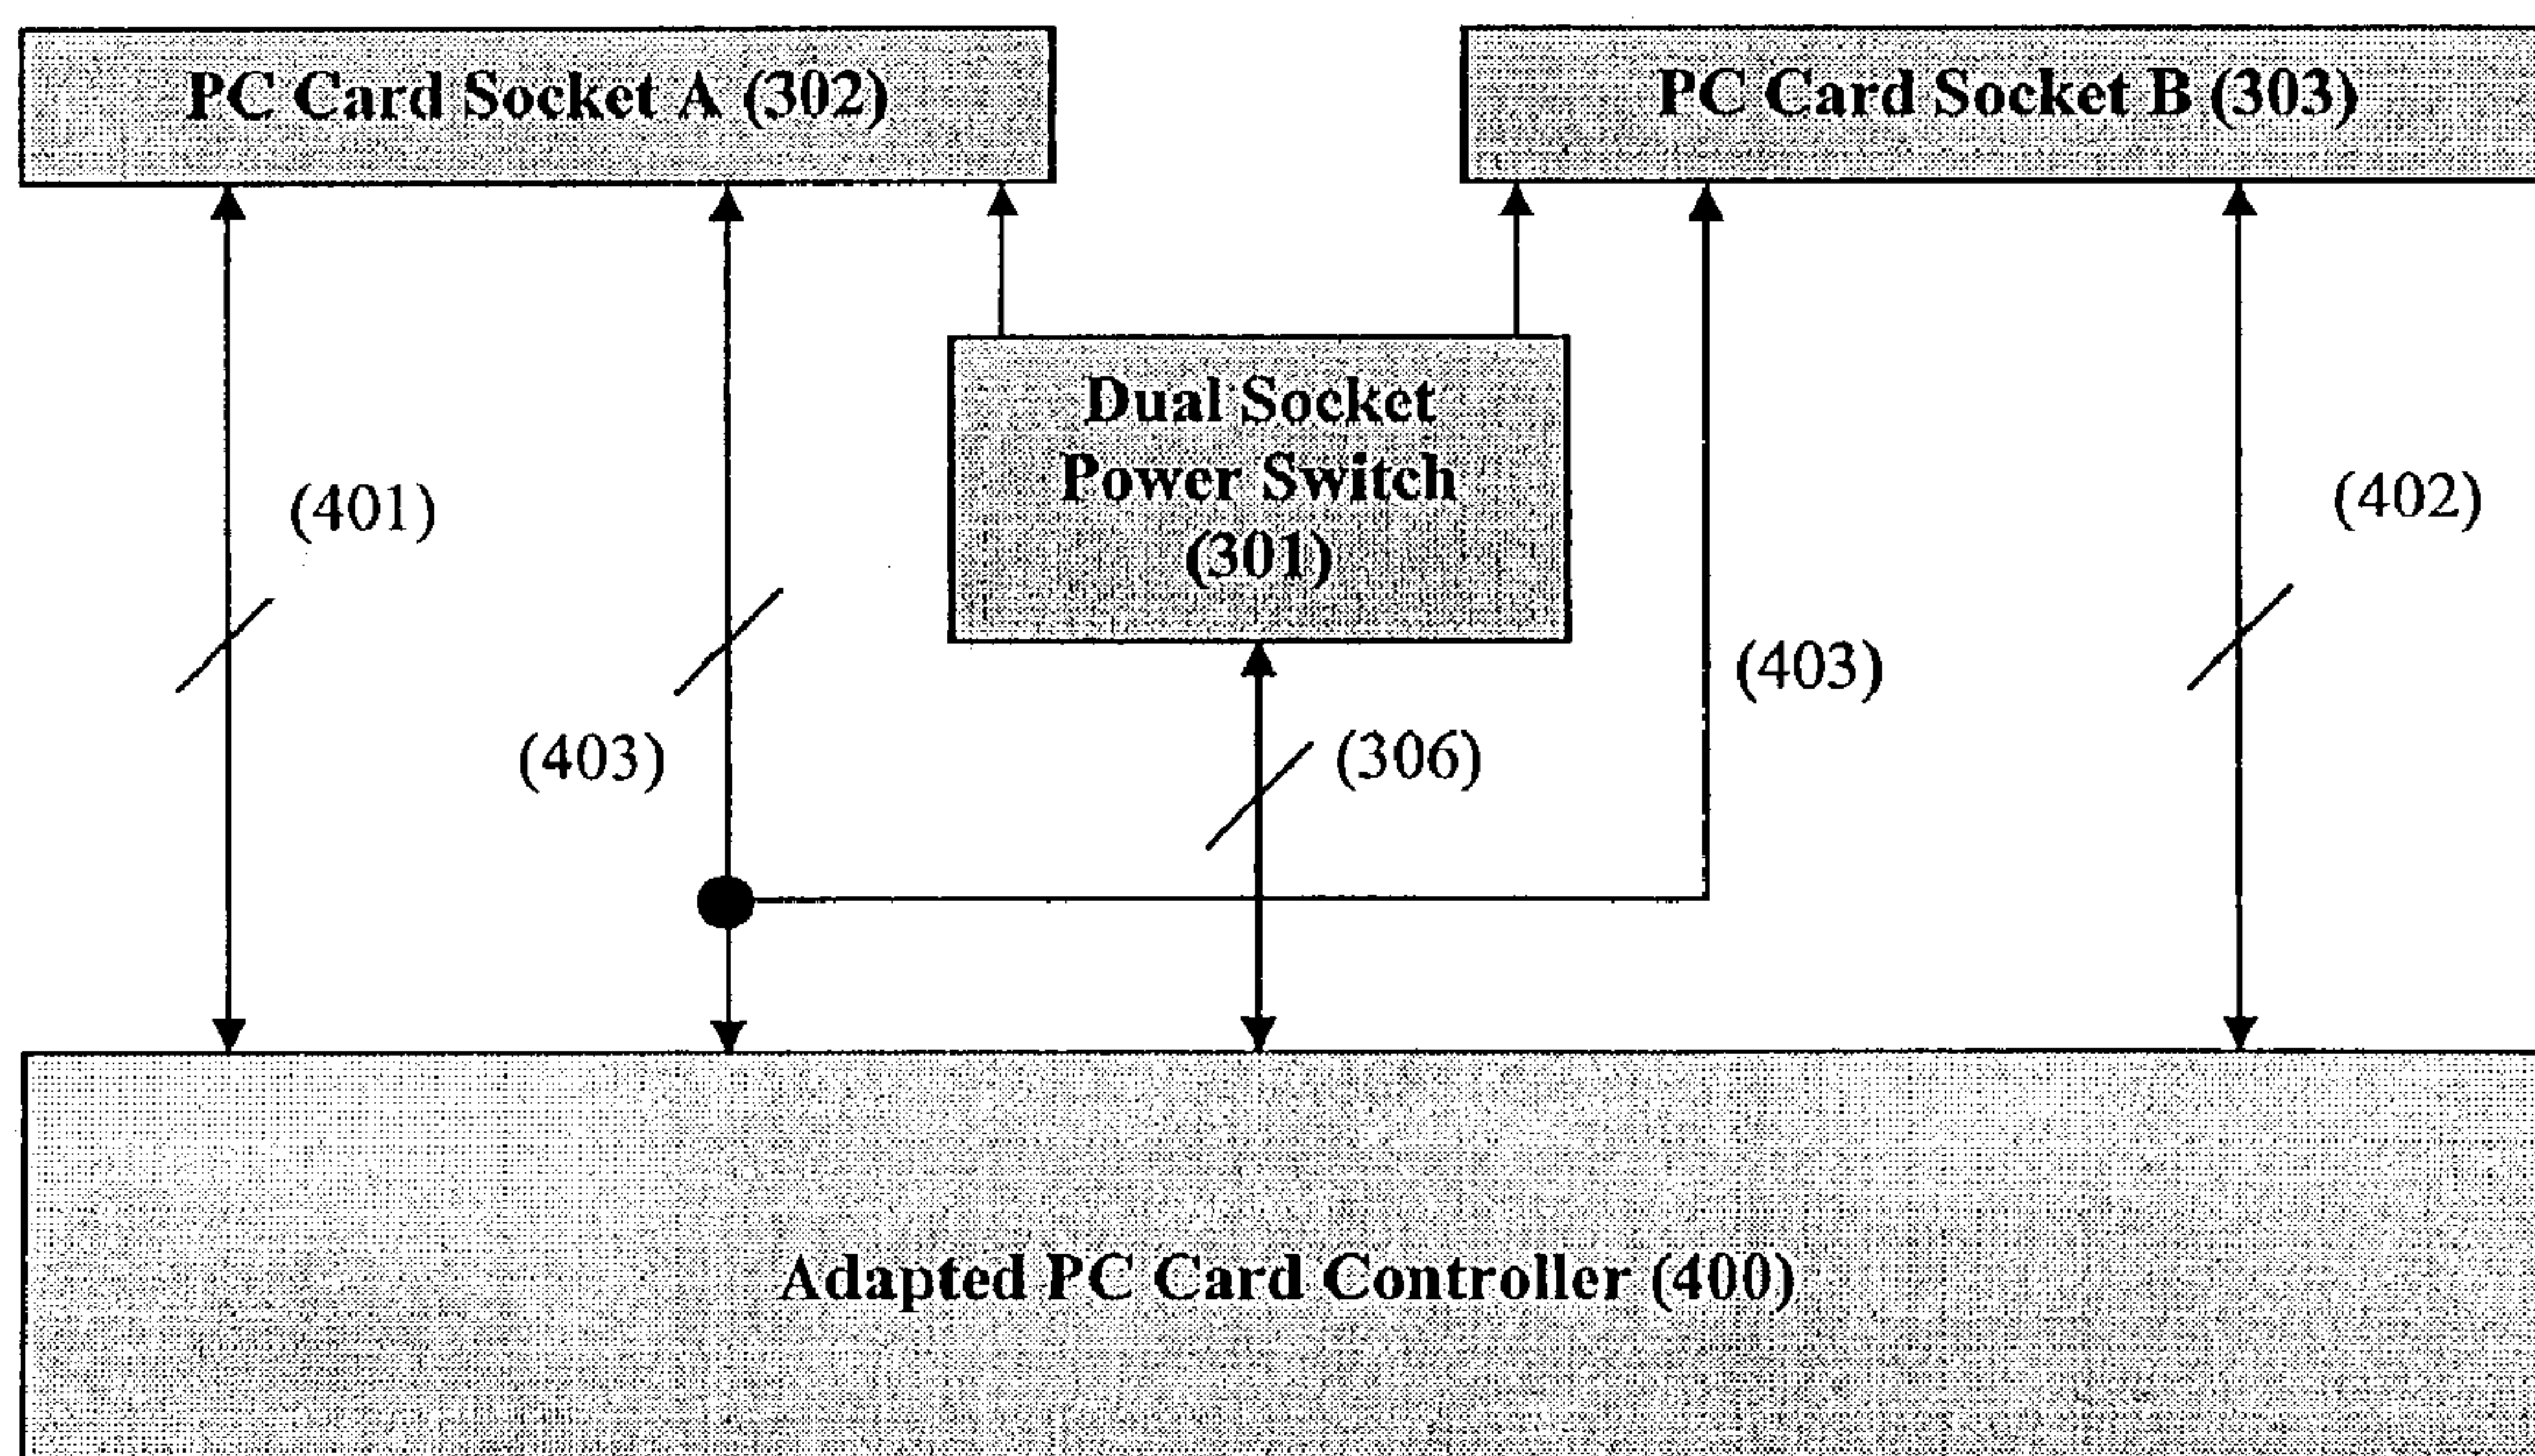 PC Card Socket A (302)
PC Card Socket B (303)
Dual Socket
Power Switch
(301)
(401)
(402)
(403)
(403)
(306)
Adapted PC Card Controller (400)